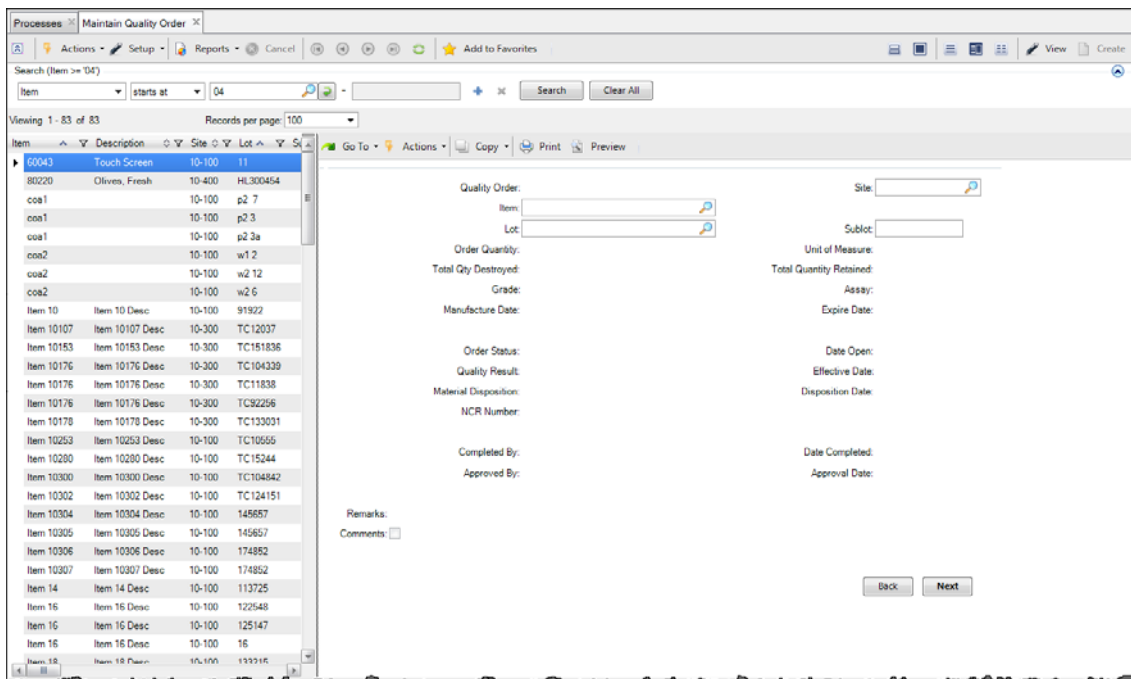 Processes Maintain Quality Order
Actions Setup Reports Cancel Add to Favorites View Create
Search (Item >= '04')
Item starts at 04 - Search Clear All
Viewing 1 - 83 of 83 Records per page: 100
Item Description Site Lot
Go To Actions Copy Print Preview
60043 Touch Screen 10-100 11
80220 Olives, Fresh 10-400 HL300454
coa1 10-100 p2 7
coa1 10-100 p2 3
coa1 10-100 p2 3a
coa2 10-100 w1 2
coa2 10-100 w2 12
coa2 10-100 w2 6
Item 10 Item 10 Desc 10-100 91922
Item 10107 Item 10107 Desc 10-300 TC12037
Item 10153 Item 10153 Desc 10-300 TC151836
Item 10176 Item 10176 Desc 10-300 TC104339
Item 10176 Item 10176 Desc 10-300 TC11838
Item 10176 Item 10176 Desc 10-300 TC92256
Item 10178 Item 10178 Desc 10-300 TC133031
Item 10253 Item 10253 Desc 10-100 TC10555
Item 10280 Item 10280 Desc 10-100 TC15244
Item 10300 Item 10300 Desc 10-100 TC104842
Item 10302 Item 10302 Desc 10-100 TC124151
Item 10304 Item 10304 Desc 10-100 145657
Item 10305 Item 10305 Desc 10-100 145657
Item 10306 Item 10306 Desc 10-100 174852
Item 10307 Item 10307 Desc 10-100 174852
Item 14 Item 14 Desc 10-100 113725
Item 16 Item 16 Desc 10-100 122548
Item 16 Item 16 Desc 10-100 125147
Item 16 Item 16 Desc 10-100 16
Item 18 Item 18 Desc 10-100 133215
Quality Order: Site:
Item:
Lot: Sublot:
Order Quantity: Unit of Measure:
Total Qty Destroyed: Total Quantity Retained:
Grade: Assay:
Manufacture Date: Expire Date:
Order Status: Date Open:
Quality Result: Effective Date:
Material Disposition: Disposition Date:
NCR Number:
Completed By: Date Completed:
Approved By: Approval Date:
Remarks:
Comments:
Back Next